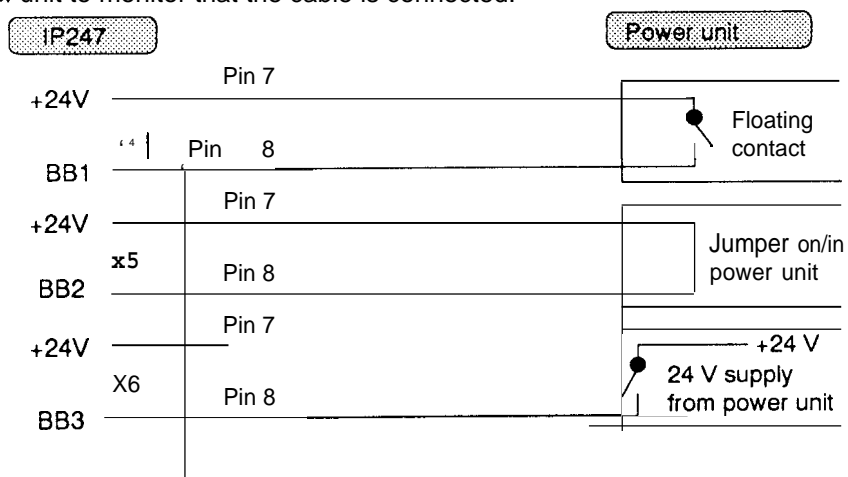 unit to monitor that the cable is connected.
IP247
Power unit
Pin 7
+24V
Floating
contact
Pin 8
BB1
Pin 7
+24V
x5
Jumper on/in
power unit
Pin 8
BB2
Pin 7
+24V
+24 V
X6
24 V supply
from power unit
Pin 8
BB3